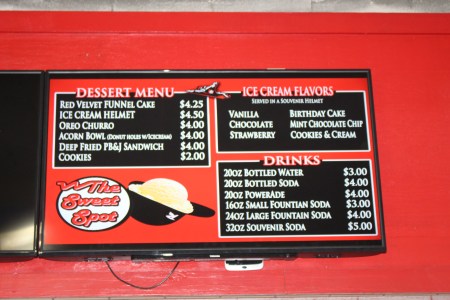 DESSERT MENU
RED VELVET FUNNEL CAKE $4.25
ICE CREAM HELMET $4.50
OREO CHURRO $4.00
ACORN BOWL (DONUT HOLES W/ICECREAM) $4.00
DEEP FRIED PB&J SANDWICH $4.00
COOKIES $2.00
The
Sweet
Spot
ICE CREAM FLAVORS
SERVED IN A SOUVENIR HELMET
VANILLA BIRTHDAY CAKE
CHOCOLATE MINT CHOCOLATE CHIP
STRAWBERRY COOKIES & CREAM
DRINKS
20OZ BOTTLED WATER $3.00
20OZ BOTTLED SODA $4.00
20OZ POWERADE $4.00
16OZ SMALL FOUNTIAN SODA $3.00
24OZ LARGE FOUNTAIN SODA $4.00
32OZ SOUVENIR SODA $5.00